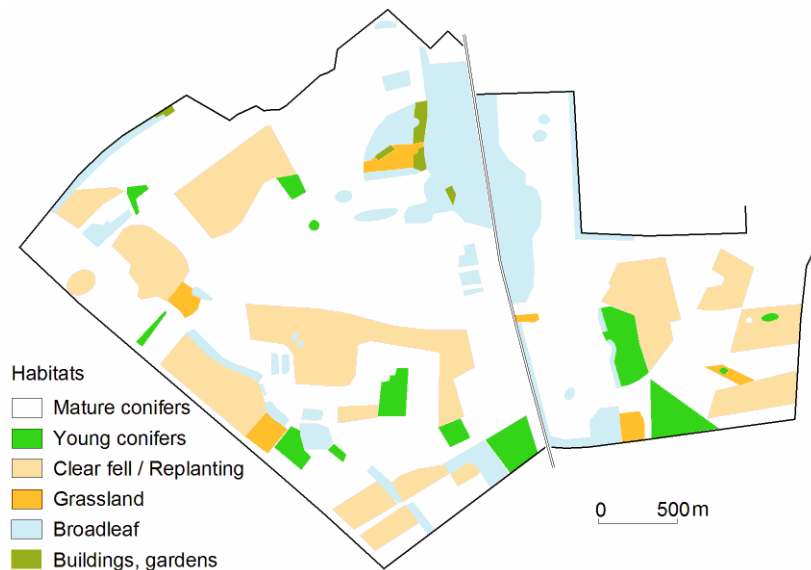 Habitats
Mature conifers
Young conifers
Clear fell / Replanting
Grassland
Broadleaf
Buildings, gardens
0 500m